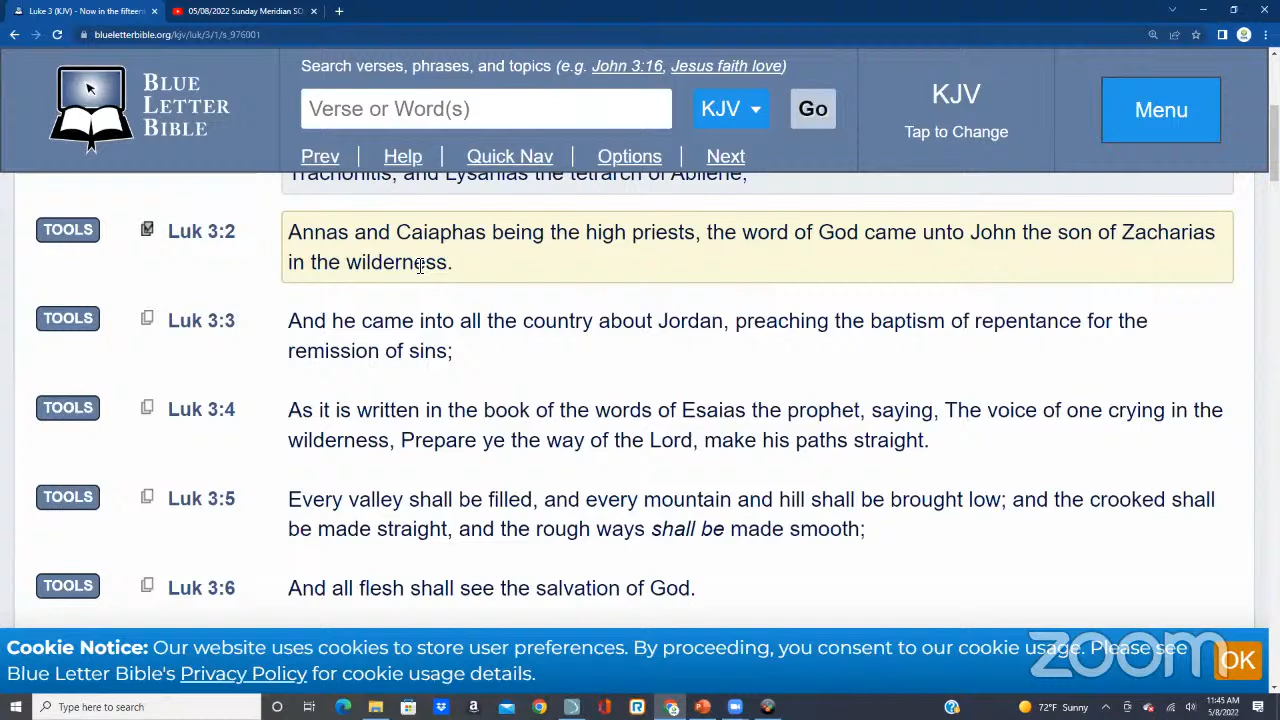 Luke 3 (KJV) - Now in the fifteen
05/08/2022 Sunday Meridian SD
blueletterbible.org/kjv/luk/3/1/s_976001
BLUE
LETTER
BIBLE
Search verses, phrases, and topics (e.g. John 3:16, Jesus faith love)
Verse or Word(s) KJV Go
Prev | Help | Quick Nav | Options | Next
KJV
Tap to Change
Menu
Trachonitis, and Lysanias the tetrarch of Abilene,
TOOLS Luk 3:2 Annas and Caiaphas being the high priests, the word of God came unto John the son of Zacharias
in the wilderness.
TOOLS Luk 3:3 And he came into all the country about Jordan, preaching the baptism of repentance for the
remission of sins;
TOOLS Luk 3:4 As it is written in the book of the words of Esaias the prophet, saying, The voice of one crying in the
wilderness, Prepare ye the way of the Lord, make his paths straight.
TOOLS Luk 3:5 Every valley shall be filled, and every mountain and hill shall be brought low; and the crooked shall
be made straight, and the rough ways shall be made smooth;
TOOLS Luk 3:6 And all flesh shall see the salvation of God.
Cookie Notice: Our website uses cookies to store user preferences. By proceeding, you consent to our cookie usage. Please see
Blue Letter Bible's Privacy Policy for cookie usage details.
OK
zoom
Type here to search
72°F Sunny
11:45 AM
5/8/2022